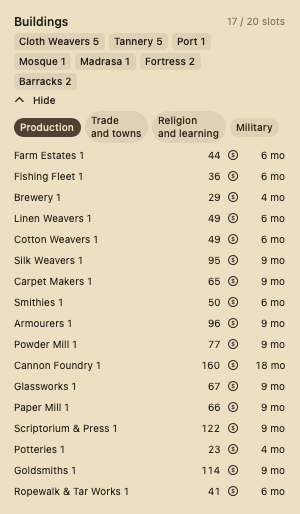 Buildings 17 / 20 slots
Cloth Weavers 5 Tannery 5 Port 1
Mosque 1 Madrasa 1 Fortress 2
Barracks 2
Hide
Production Trade and towns Religion and learning Military
Farm Estates 1 44 6 mo
Fishing Fleet 1 36 6 mo
Brewery 1 29 4 mo
Linen Weavers 1 49 6 mo
Cotton Weavers 1 49 6 mo
Silk Weavers 1 95 9 mo
Carpet Makers 1 65 9 mo
Smithies 1 50 6 mo
Armourers 1 96 9 mo
Powder Mill 1 77 9 mo
Cannon Foundry 1 160 18 mo
Glassworks 1 67 9 mo
Paper Mill 1 66 9 mo
Scriptorium & Press 1 122 9 mo
Potteries 1 23 4 mo
Goldsmiths 1 114 9 mo
Ropewalk & Tar Works 1 41 6 mo